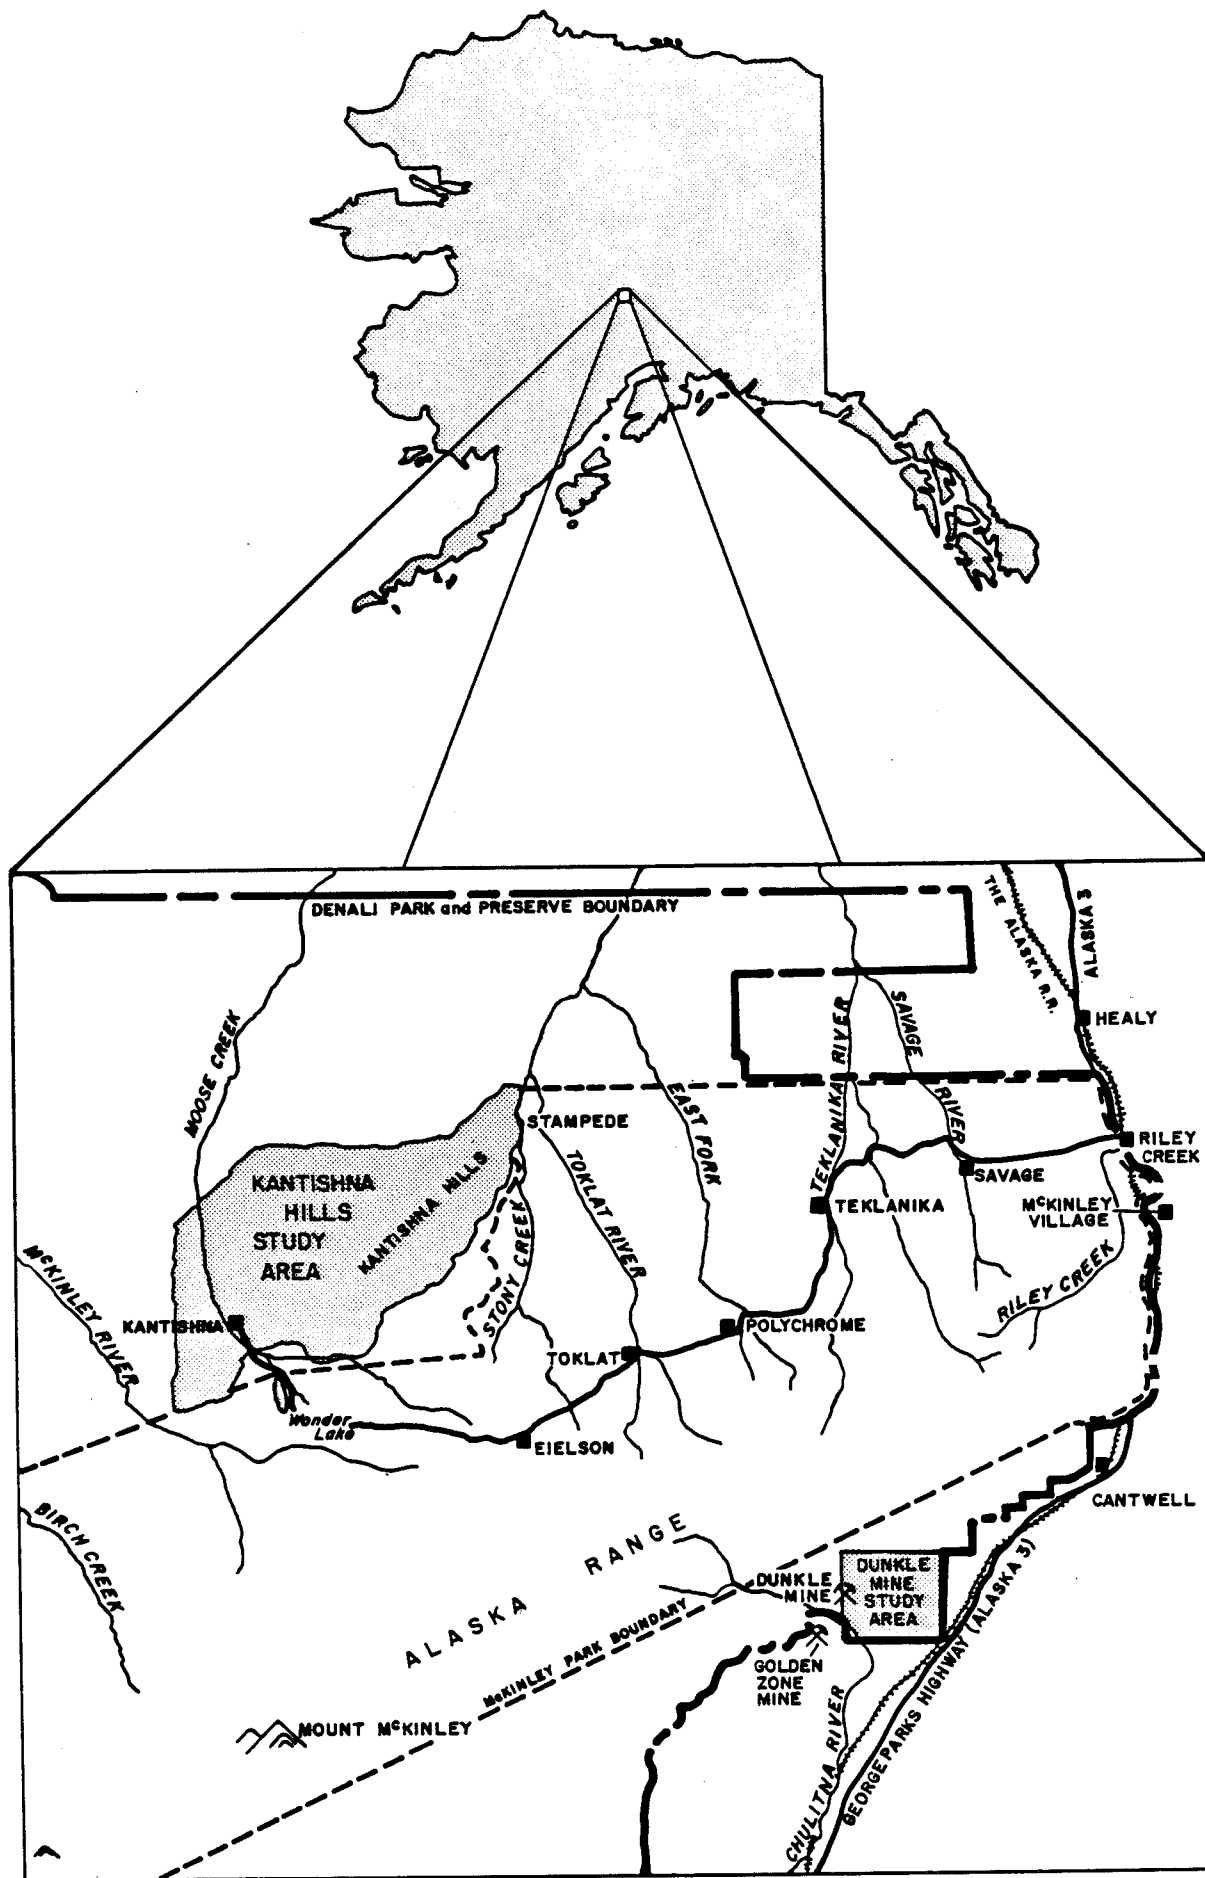 DENALI PARK and PRESERVE BOUNDARY
THE ALASKA R.R.
ALASKA 3
HEALY
MOOSE CREEK
SAVAGE
RIVER
TEKLANIKA RIVER
EAST FORK
STAMPEDE
TOKLAT RIVER
RILEY
CREEK
SAVAGE
KANTISHNA
HILLS
STUDY
AREA
KANTISHNA HILLS
TEKLANIKA
McKINLEY
VILLAGE
STONY CREEK
RILEY CREEK
McKINLEY RIVER
KANTISHNA
POLYCHROME
TOKLAT
Wonder
Lake
EIELSON
CANTWELL
BIRCH CREEK
ALASKA RANGE
DUNKLE
MINE
DUNKLE
MINE
STUDY
AREA
McKINLEY PARK BOUNDARY
GOLDEN
ZONE
MINE
MOUNT McKINLEY
CHULITNA RIVER
GEORGE PARKS HIGHWAY (ALASKA 3)